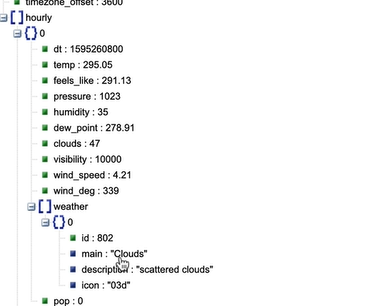 timezone_offset : 3600
hourly
0
dt : 1595260800
temp : 295.05
feels_like : 291.13
pressure : 1023
humidity : 35
dew_point : 278.91
clouds : 47
visibility : 10000
wind_speed : 4.21
wind_deg : 339
weather
0
id : 802
main : "Clouds"
description : "scattered clouds"
icon : "03d"
pop : 0